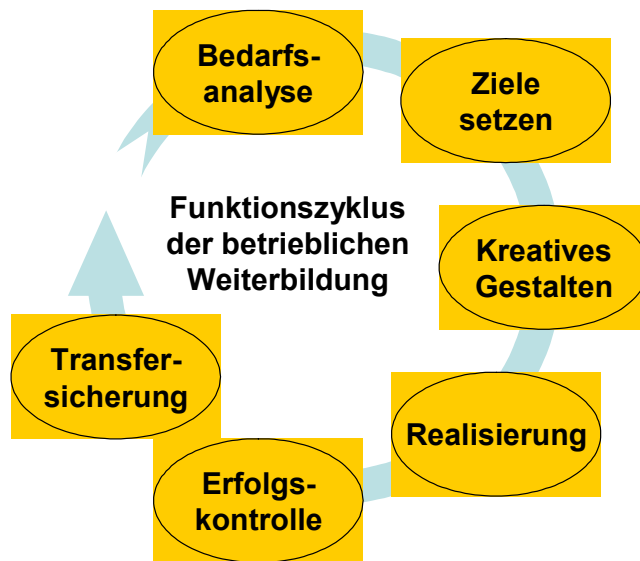 Bedarfs-
analyse
Ziele
setzen
Funktionszyklus
der betrieblichen
Weiterbildung
Kreatives
Gestalten
Realisierung
Erfolgs-
kontrolle
Transfer-
sicherung